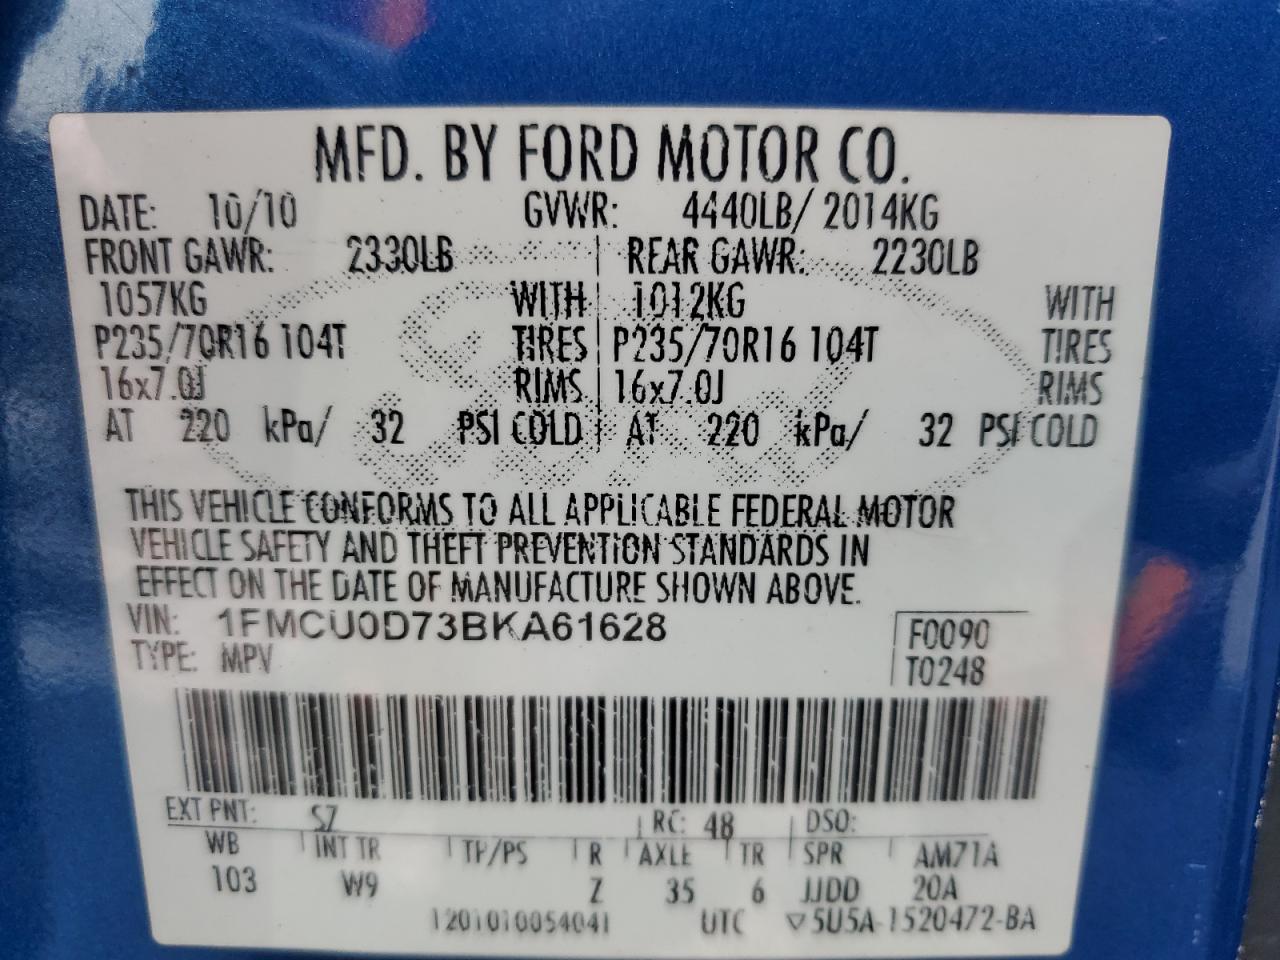 MFD. BY FORD MOTOR CO.
DATE: 10/10 GVWR: 4440LB/ 2014KG
FRONT GAWR: 2330LB REAR GAWR: 2230LB
1057KG WITH 1012KG WITH
P235/70R16 104T TIRES P235/70R16 104T TIRES
16x7.0J RIMS 16x7.0J RIMS
AT 220 kPa/ 32 PSI COLD AT 220 kPa/ 32 PSI COLD
THIS VEHICLE CONFORMS TO ALL APPLICABLE FEDERAL MOTOR
VEHICLE SAFETY AND THEFT PREVENTION STANDARDS IN
EFFECT ON THE DATE OF MANUFACTURE SHOWN ABOVE.
VIN: 1FMCU0D73BKA61628 F0090
TYPE: MPV T0248
EXT PNT: SZ RC: 48 DSO:
WB INT TR TP/PS R AXLE TR SPR AM71A
103 W9 Z 35 6 JJDD 20A
1201010054041 UTC ▽5U5A-1520472-BA